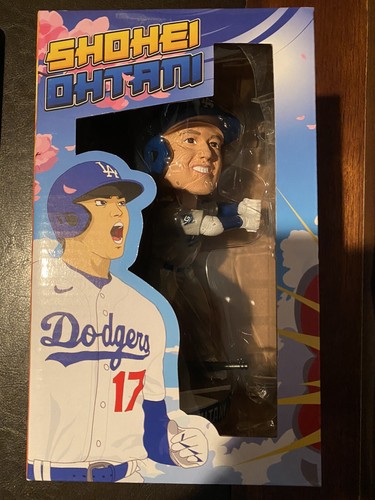 SHOHEI
OHTANI
LA
Dodgers
17